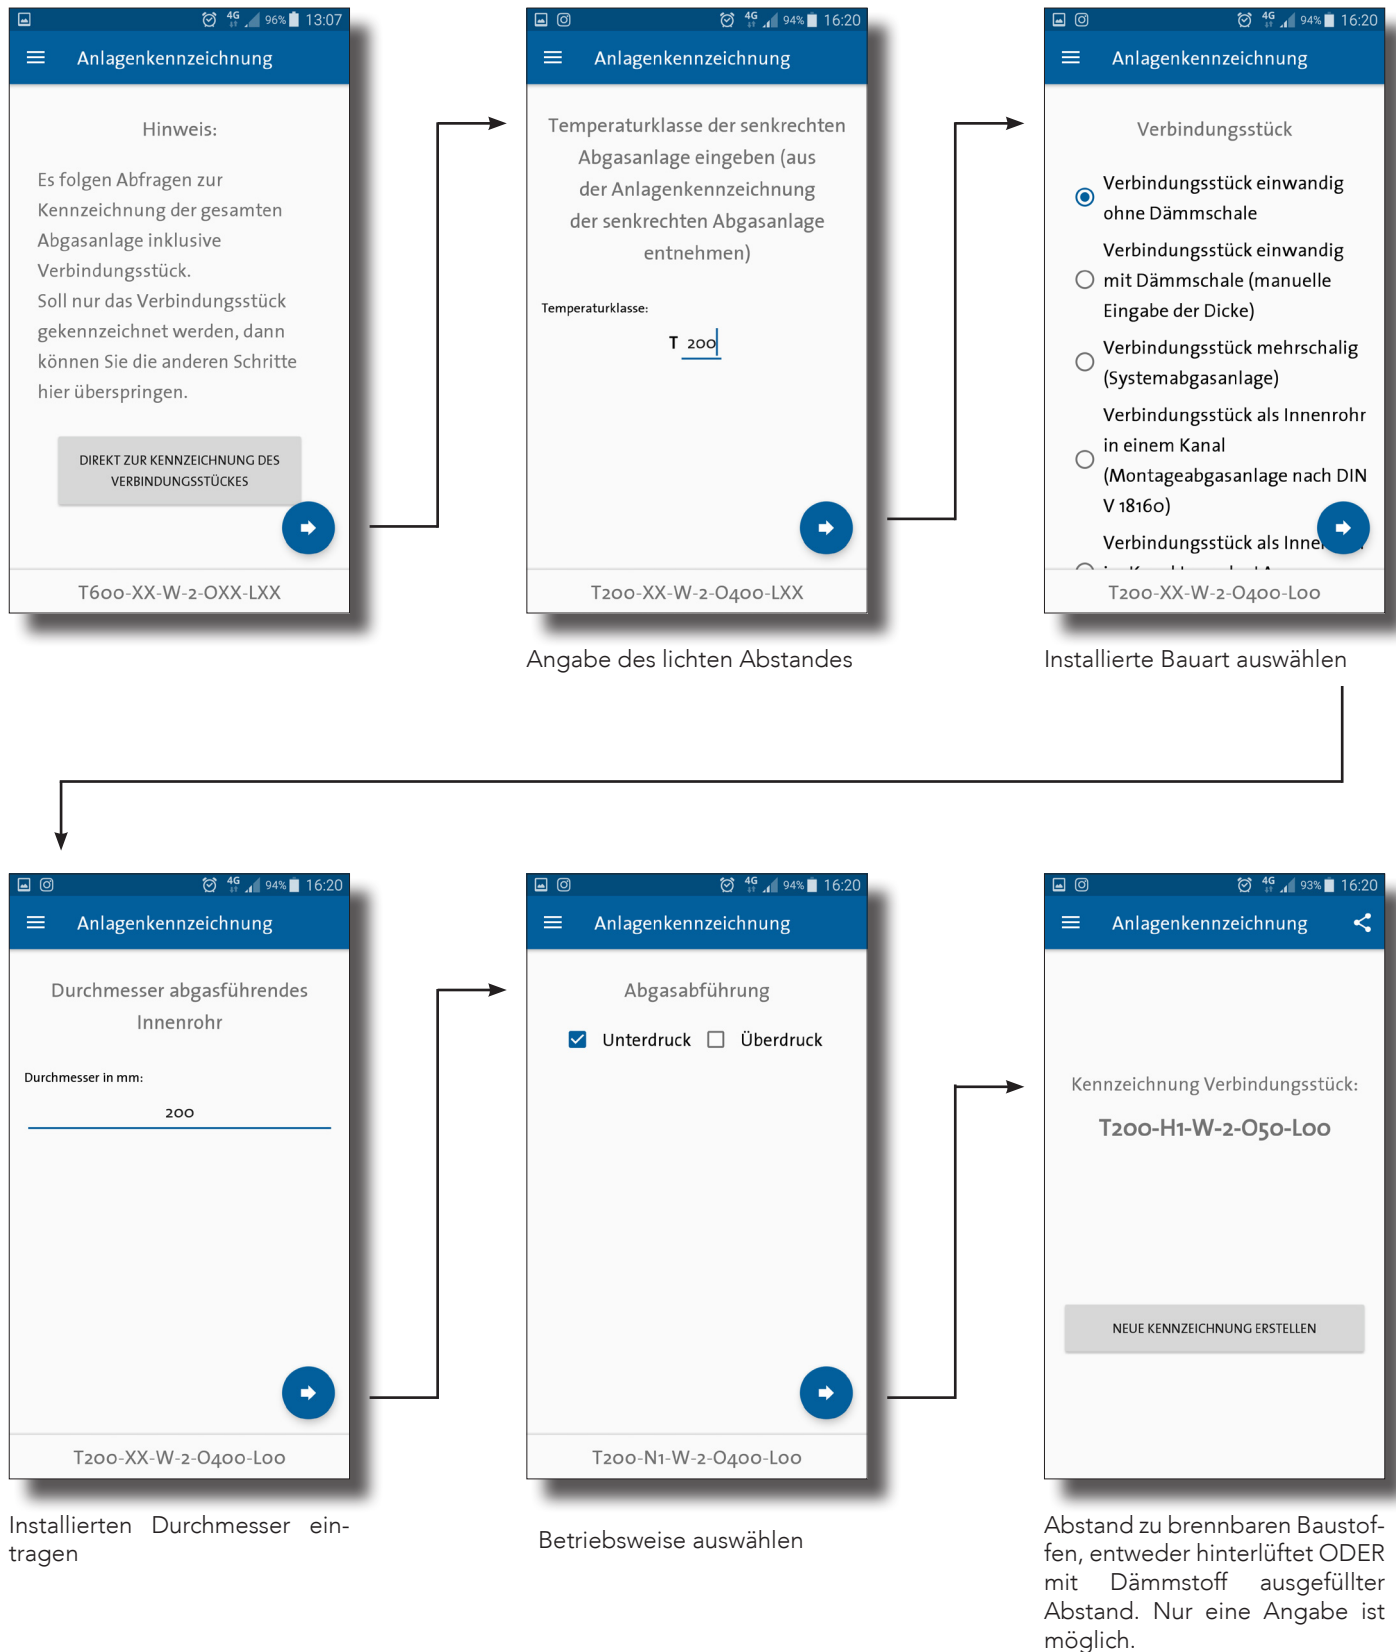 96% 13:07
Anlagenkennzeichnung
Hinweis:
Es folgen Abfragen zur
Kennzeichnung der gesamten
Abgasanlage inklusive
Verbindungsstück.
Soll nur das Verbindungsstück
gekennzeichnet werden, dann
können Sie die anderen Schritte
hier überspringen.
DIREKT ZUR KENNZEICHNUNG DES
VERBINDUNGSSTÜCKES
T600-XX-W-2-OXX-LXX
4G 94% 16:20
Anlagenkennzeichnung
Temperaturklasse der senkrechten
Abgasanlage eingeben (aus
der Anlagenkennzeichnung
der senkrechten Abgasanlage
entnehmen)
Temperaturklasse:
T 200
T200-XX-W-2-O400-LXX
Angabe des lichten Abstandes
4G 94% 16:20
Anlagenkennzeichnung
Verbindungsstück
Verbindungsstück einwandig
ohne Dämmschale
Verbindungsstück einwandig
mit Dämmschale (manuelle
Eingabe der Dicke)
Verbindungsstück mehrschalig
(Systemabgasanlage)
Verbindungsstück als Innenrohr
in einem Kanal
(Montageabgasanlage nach DIN
V 18160)
Verbindungsstück als
T200-XX-W-2-O400-L00
Installierte Bauart auswählen
4G 94% 16:20
Anlagenkennzeichnung
Durchmesser abgasführendes
Innenrohr
Durchmesser in mm:
200
T200-XX-W-2-O400-L00
Installierten Durchmesser ein-
tragen
4G 94% 16:20
Anlagenkennzeichnung
Abgasabführung
Unterdruck Überdruck
T200-N1-W-2-O400-L00
Betriebsweise auswählen
4G 93% 16:20
Anlagenkennzeichnung
Kennzeichnung Verbindungsstück:
T200-H1-W-2-O50-L00
NEUE KENNZEICHNUNG ERSTELLEN
Abstand zu brennbaren Baustof-
fen, entweder hinterlüftet ODER
mit Dämmstoff ausgefüllter
Abstand. Nur eine Angabe ist
möglich.